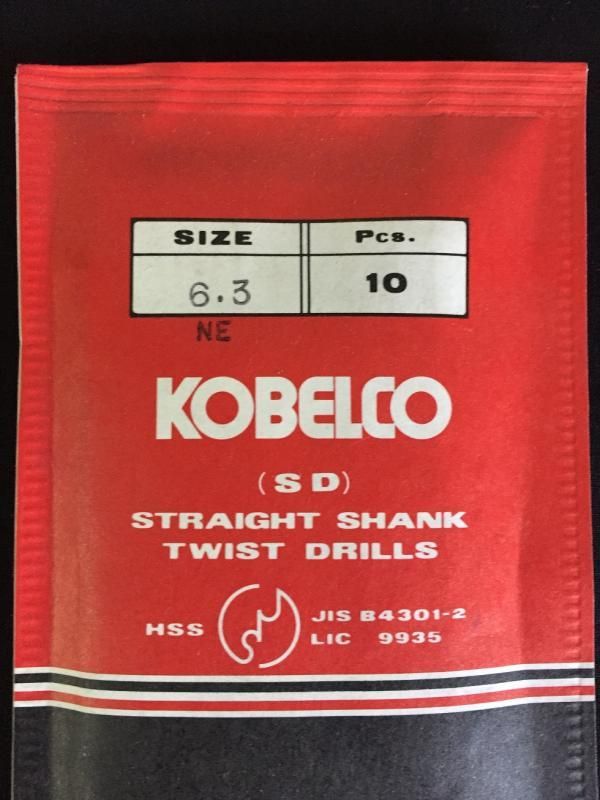 SIZE Pcs.
6.3 10
NE
KOBELCO
(SD)
STRAIGHT SHANK
TWIST DRILLS
HSS JIS B4301-2
LIC 9935